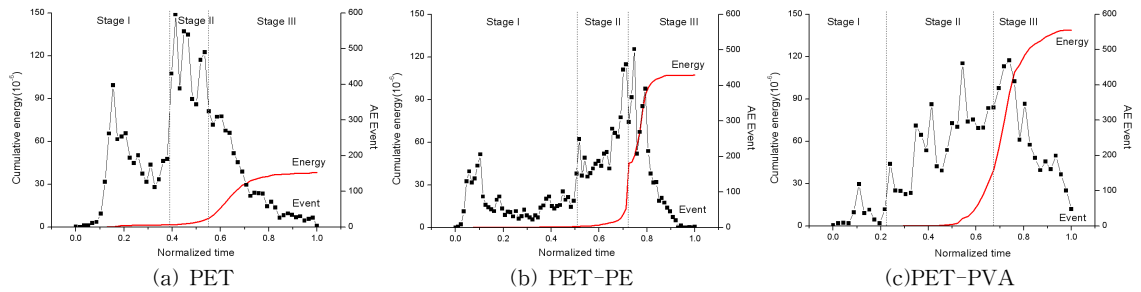 Stage I Stage II Stage III
150
120
90
60
30
0
Cumulative energy(10⁻⁶)
600
500
400
300
200
100
0
AE Event
Energy
Event
0.0 0.2 0.4 0.6 0.8 1.0
Normalized time
(a) PET
Stage I Stage II Stage III
150
120
90
60
30
0
Cumulative energy(10⁻⁶)
600
500
400
300
200
100
0
AE Event
Energy
Event
0.0 0.2 0.4 0.6 0.8 1.0
Normalized time
(b) PET-PE
Stage I Stage II Stage III
150
120
90
60
30
0
Cumulative energy(10⁻⁶)
600
500
400
300
200
100
0
AE Event
Energy
Event
0.0 0.2 0.4 0.6 0.8 1.0
Normalized time
(c)PET-PVA